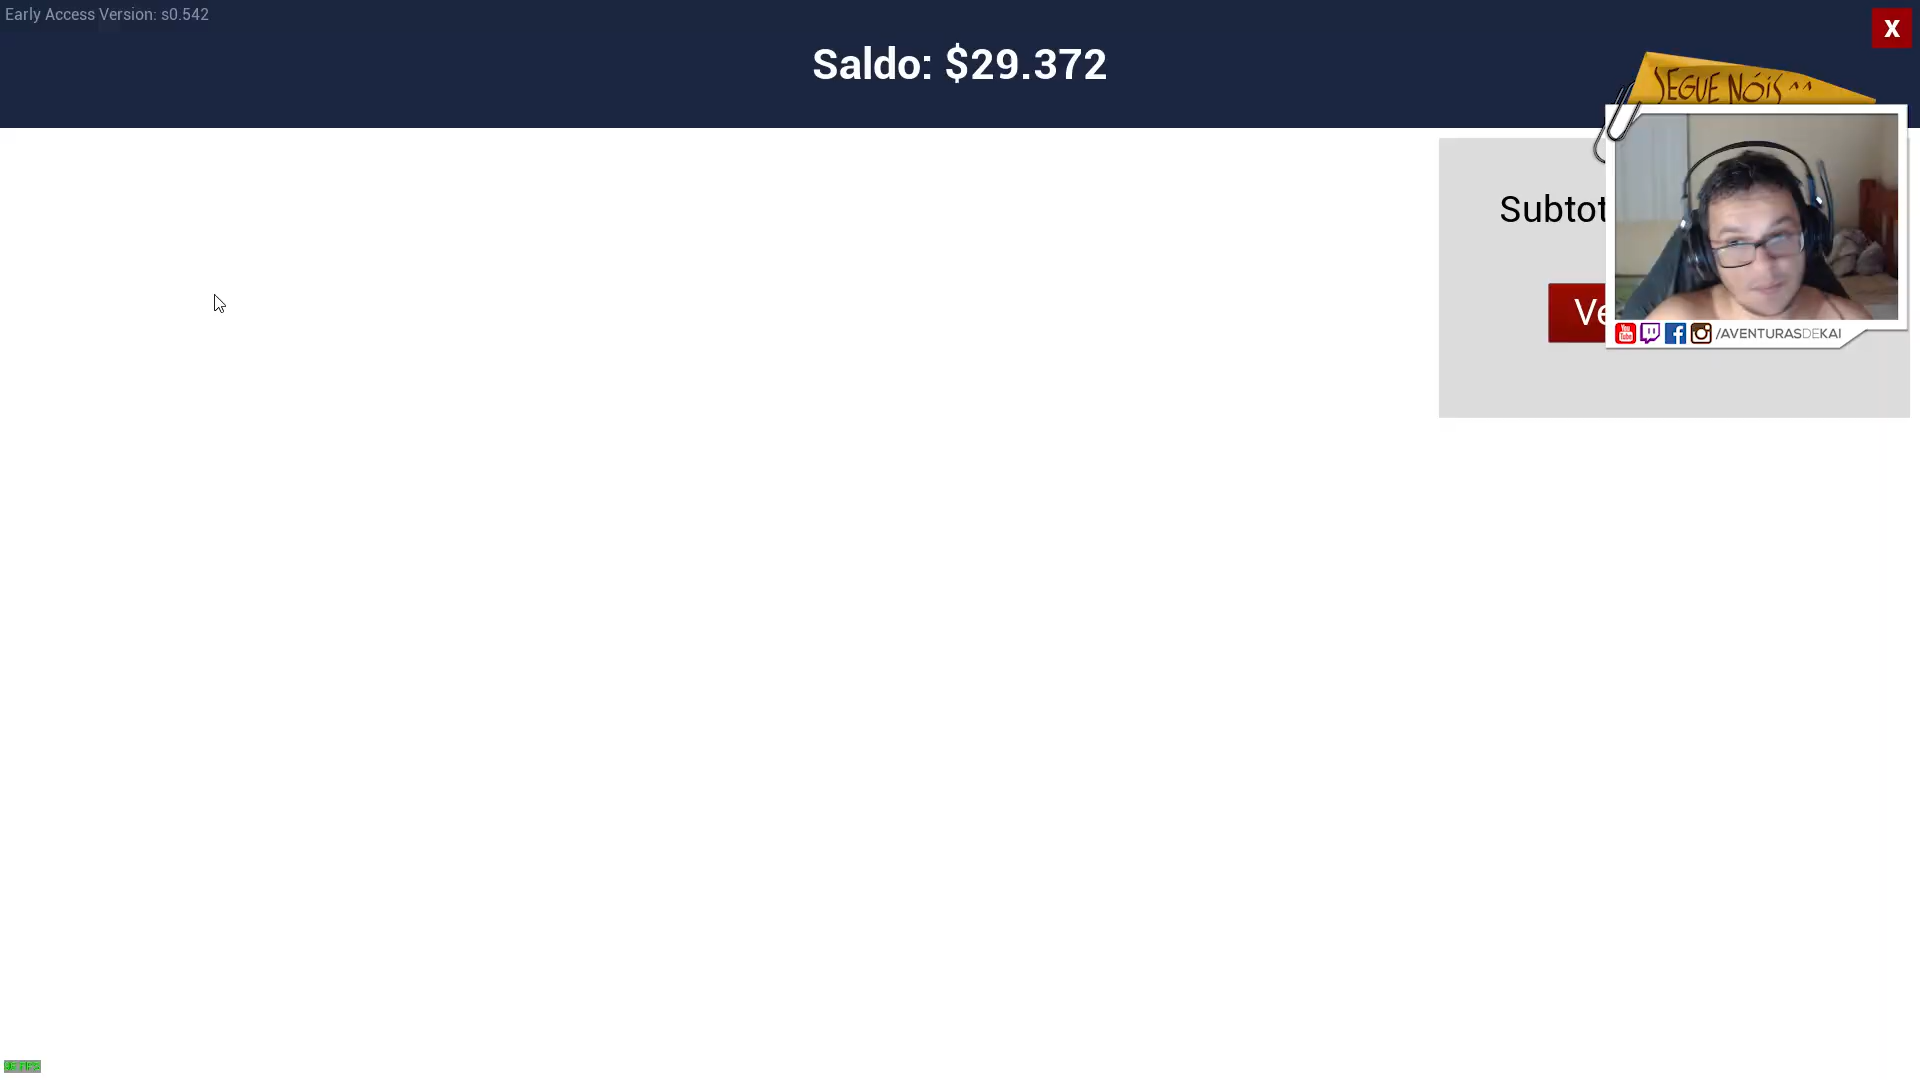 Early Access Version: s0.542
X
Saldo: $29.372
SEGUE NÓIS ^^
Subtot
Ve
/AVENTURASDEKAI